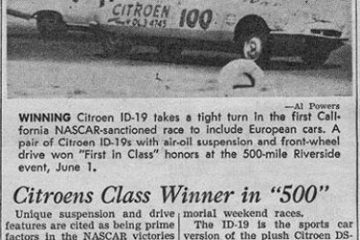 CITROEN 100
DL3 4745
—Al Powers
WINNING Citroen ID-19 takes a tight turn in the first Cali-
fornia NASCAR-sanctioned race to include European cars. A
pair of Citroen ID-19s with air-oil suspension and front-wheel
drive won "First in Class" honors at the 500-mile Riverside
event, June 1.
Citroens Class Winner in "500"
Unique suspension and drive
features are cited as being prime
factors in the NASCAR victories
morial weekend races.
The ID-19 is the sports car
version of the plush Citroen DS-